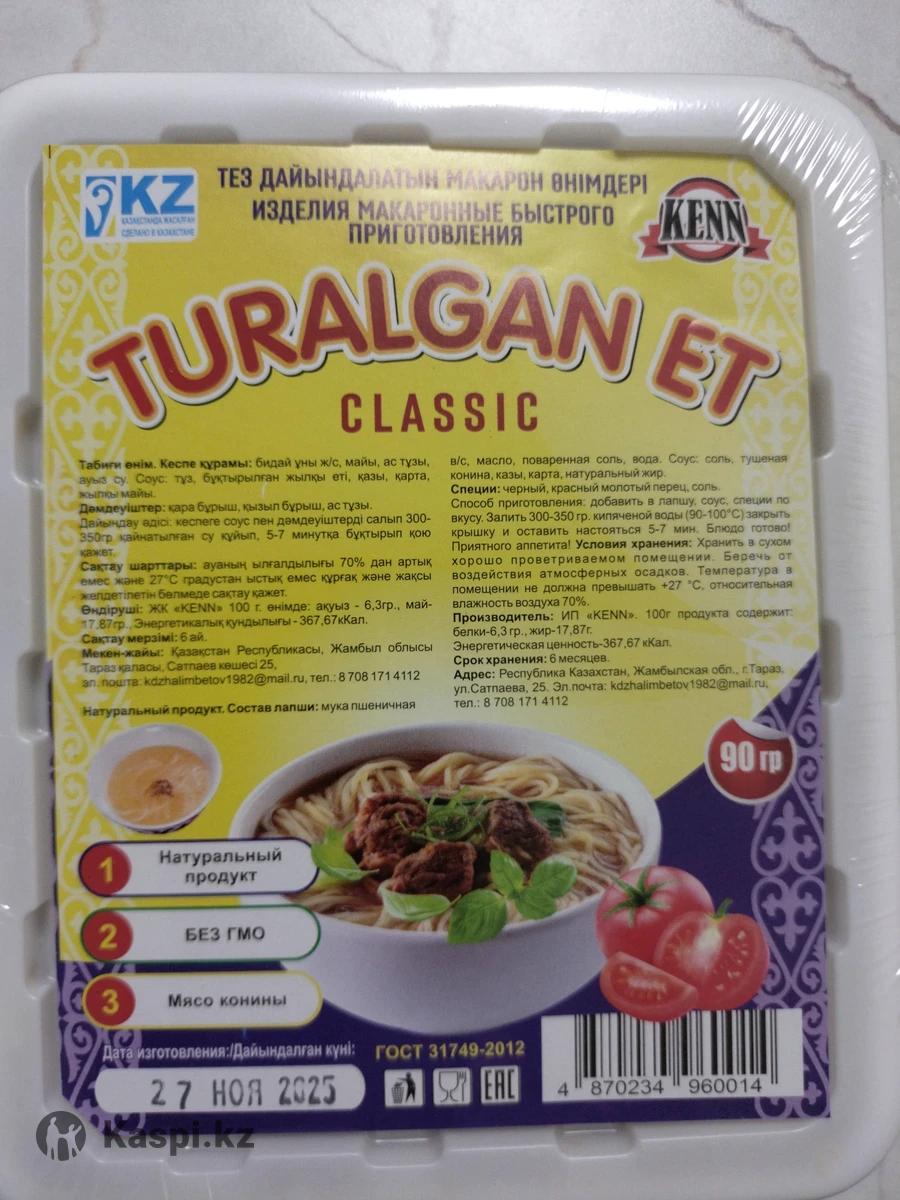 KZ
ҚАЗАҚСТАНДА ЖАСАЛҒАН
СДЕЛАНО В КАЗАХСТАНЕ
ТЕЗ ДАЙЫНДАЛАТЫН МАКАРОН ӨНІМДЕРІ
ИЗДЕЛИЯ МАКАРОННЫЕ БЫСТРОГО
ПРИГОТОВЛЕНИЯ
KENN
TURALGAN ET
CLASSIC
Табиғи өнім. Кеспе құрамы: бидай ұны ж/с, майы, ас тұзы,
ауыз су. Соус: тұз, бұқтырылған жылқы еті, қазы, қарта,
жылқы майы.
Дәмдеуіштер: қара бұрыш, қызыл бұрыш, ас тұзы.
Дайындау әдісі: кеспеге соус пен дәмдеуіштерді салып 300-
350гр қайнатылған су құйып, 5-7 минутқа бұқтырып қою
қажет.
Сақтау шарттары: ауаның ылғалдылығы 70% дан артық
емес және 27°С градустан ыстық емес құрғақ және жақсы
желдетілетін бөлмеде сақтау қажет.
Өндіруші: ЖК «KENN» 100 г. өнімде: ақуыз - 6,3гр., май-
17,87гр., Энергетикалық құндылығы - 367,67кКал.
Сақтау мерзімі: 6 ай.
Мекен-жайы: Қазақстан Республикасы, Жамбыл облысы
Тараз қаласы, Сатпаев көшесі 25,
эл. пошта: kdzhalimbetov1982@mail.ru, тел.: 8 708 171 4112
Натуральный продукт. Состав лапши: мука пшеничная
в/с, масло, поваренная соль, вода. Соус: соль, тушеная
конина, казы, карта, натуральный жир.
Специи: черный, красный молотый перец, соль.
Способ приготовления: добавить в лапшу, соус, специи по
вкусу. Залить 300-350 гр. кипяченой воды (90-100°С) закрыть
крышку и оставить настояться 5-7 мин. Блюдо готово!
Приятного аппетита! Условия хранения: Хранить в сухом
хорошо проветриваемом помещении. Беречь от
воздействия атмосферных осадков. Температура в
помещении не должна превышать +27 °С, относительная
влажность воздуха 70%.
Производитель: ИП «KENN». 100г продукта содержит:
белки-6,3 гр., жир-17,87г.
Энергетическая ценность-367,67 кКал.
Срок хранения: 6 месяцев.
Адрес: Республика Казахстан, Жамбылская обл., г.Тараз,
ул.Сатпаева, 25. Эл.почта: kdzhalimbetov1982@mail.ru,
тел.: 8 708 171 4112
90 гр
1 Натуральный
продукт
2 БЕЗ ГМО
3 Мясо конины
Дата изготовления:/Дайындалған күні:
27 НОЯ 2025
ГОСТ 31749-2012
EAC
4 870234 960014
Kaspi.kz